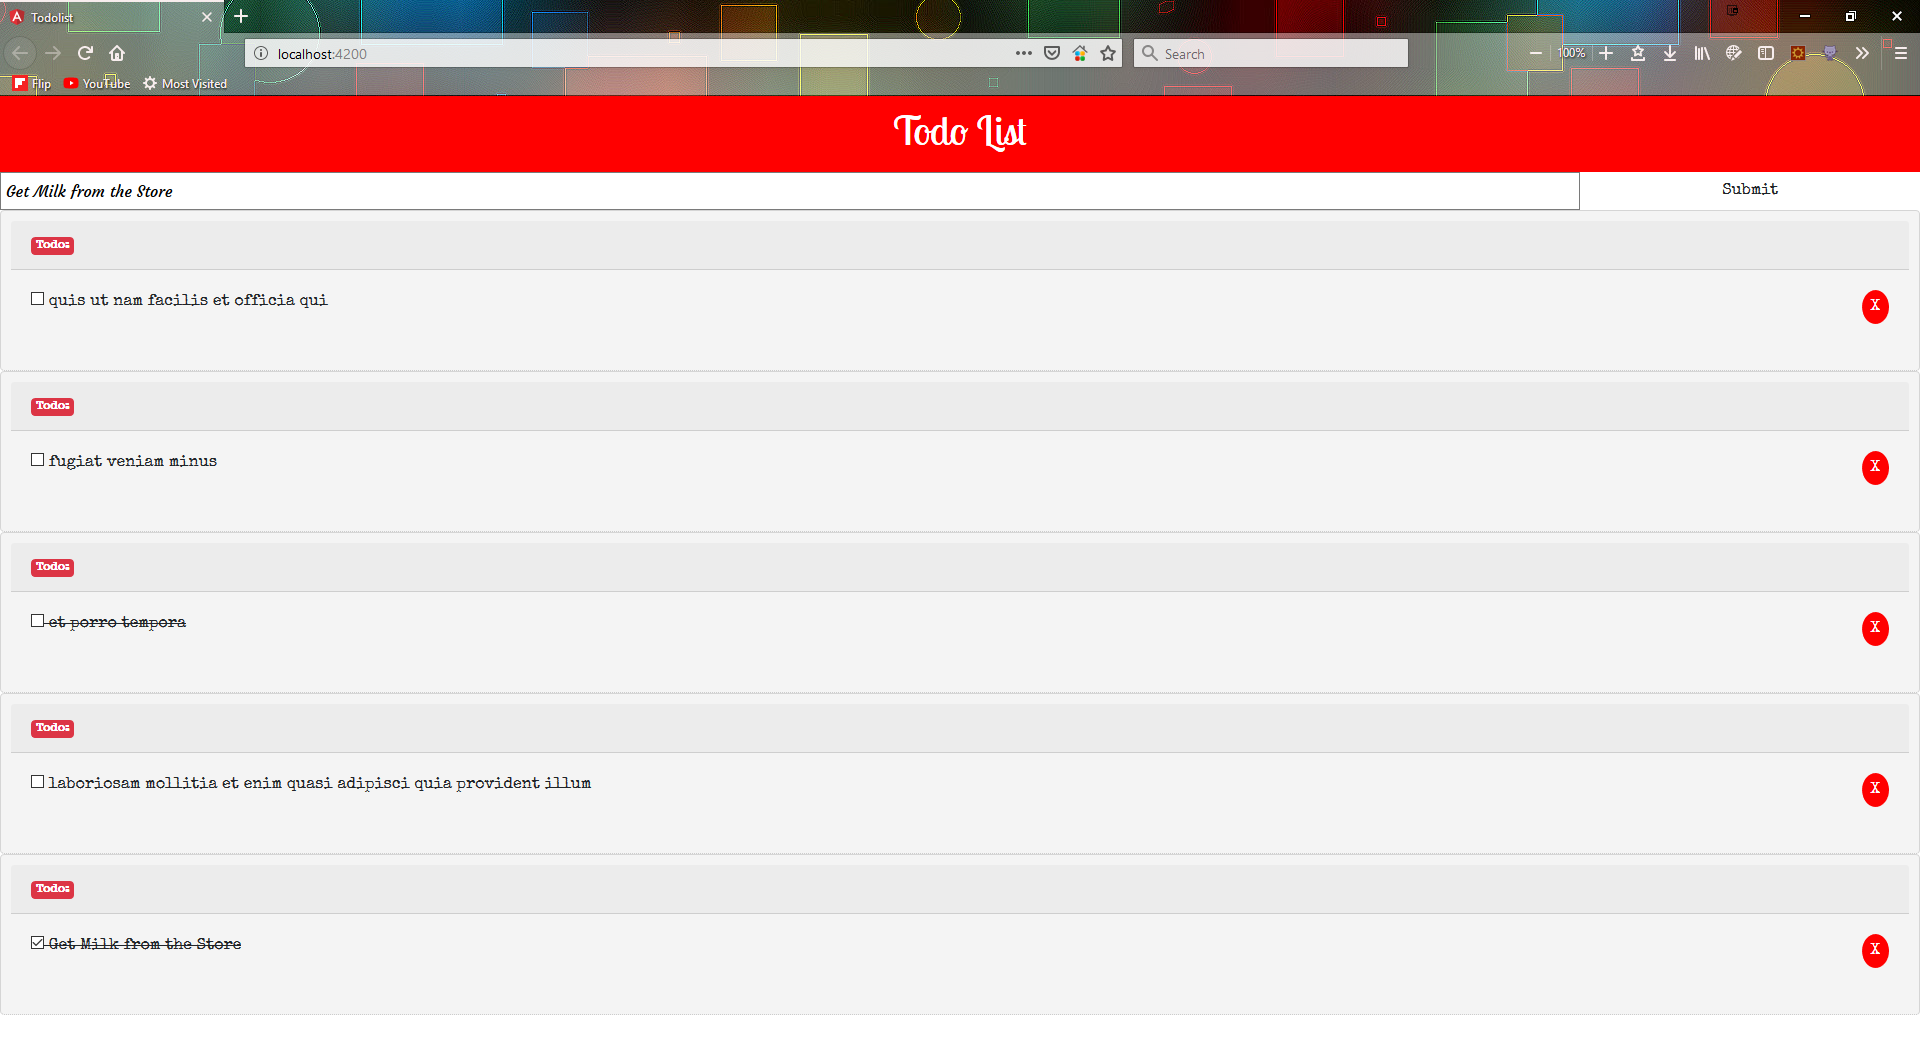 Todolist
localhost:4200
Search
100%
Flip YouTube Most Visited
Todo List
Get Milk from the Store Submit
Todo:
quis ut nam facilis et officia qui X
Todo:
fugiat veniam minus X
Todo:
et porro tempora X
Todo:
laboriosam mollitia et enim quasi adipisci quia provident illum X
Todo:
Get Milk from the Store X